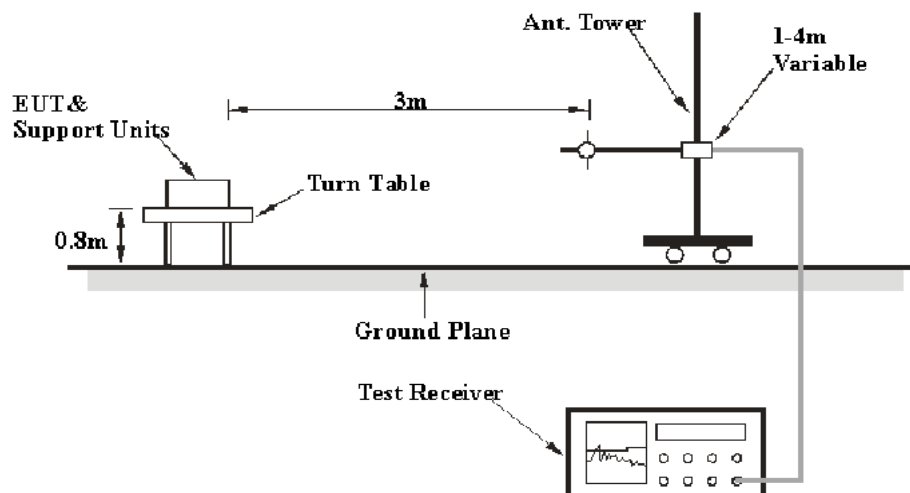 Ant. Tower
1-4m
Variable
EUT&
Support Units
3m
Turn Table
0.8m
Ground Plane
Test Receiver